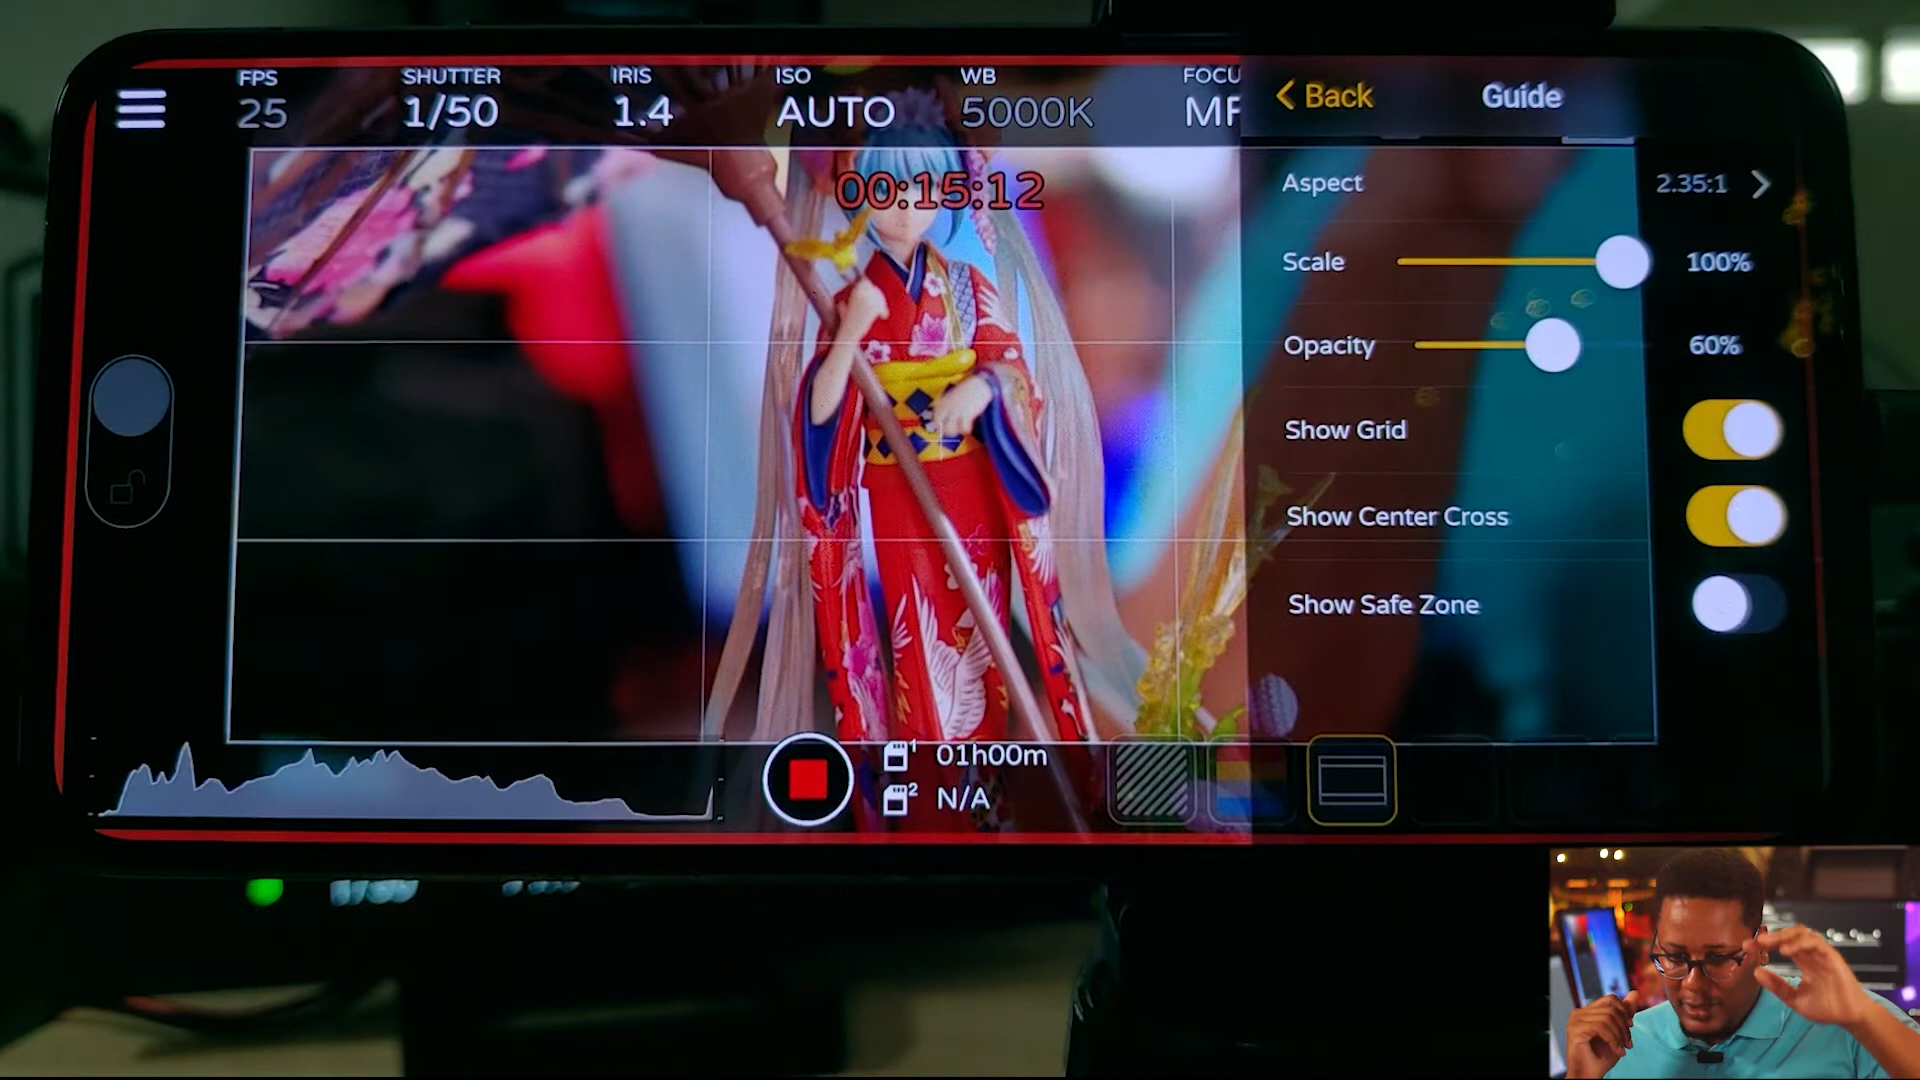 FPS SHUTTER IRIS ISO WB FOCU
25 1/50 1.4 AUTO 5000K MF
00:15:12
Back Guide
Aspect 2.35:1
Scale 100%
Opacity 60%
Show Grid
Show Center Cross
Show Safe Zone
1 01h00m
2 N/A